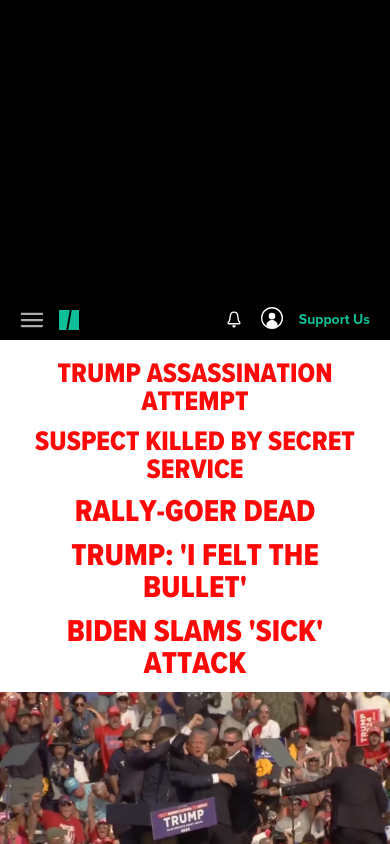 Support Us
TRUMP ASSASSINATION
ATTEMPT
SUSPECT KILLED BY SECRET
SERVICE
RALLY-GOER DEAD
TRUMP: 'I FELT THE
BULLET'
BIDEN SLAMS 'SICK'
ATTACK
TRUMP
'24
TRUMP